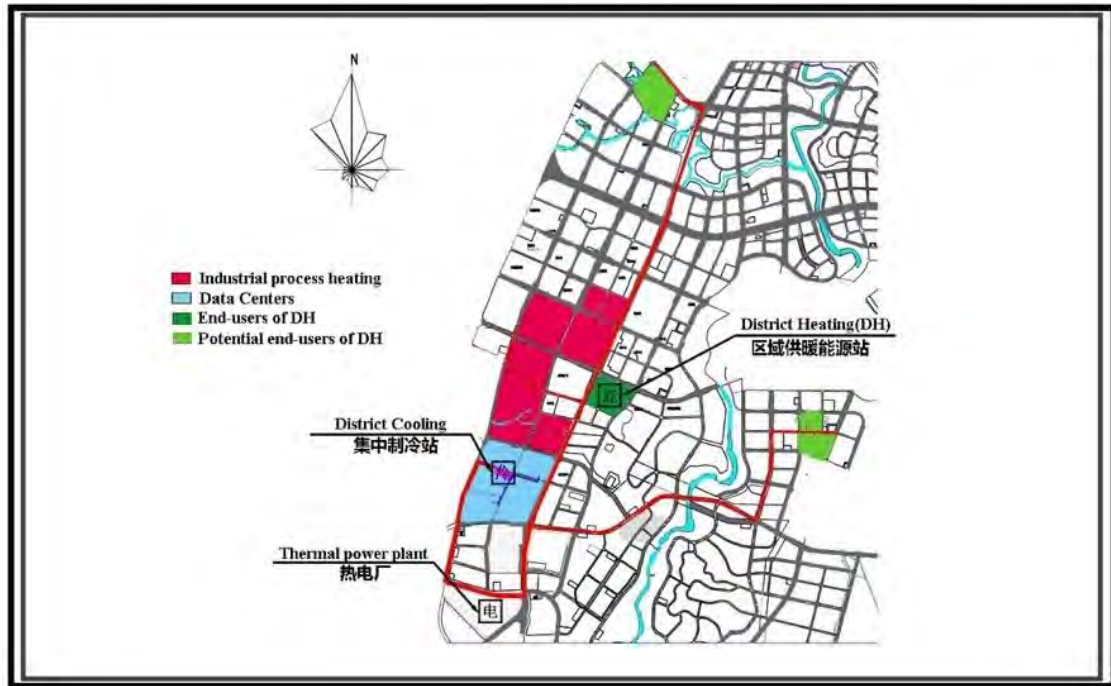 N
Industrial process heating
Data Centers
End-users of DH
Potential end-users of DH
District Heating(DH)
区域供暖能源站
District Cooling
集中制冷站
Thermal power plant
热电厂
电